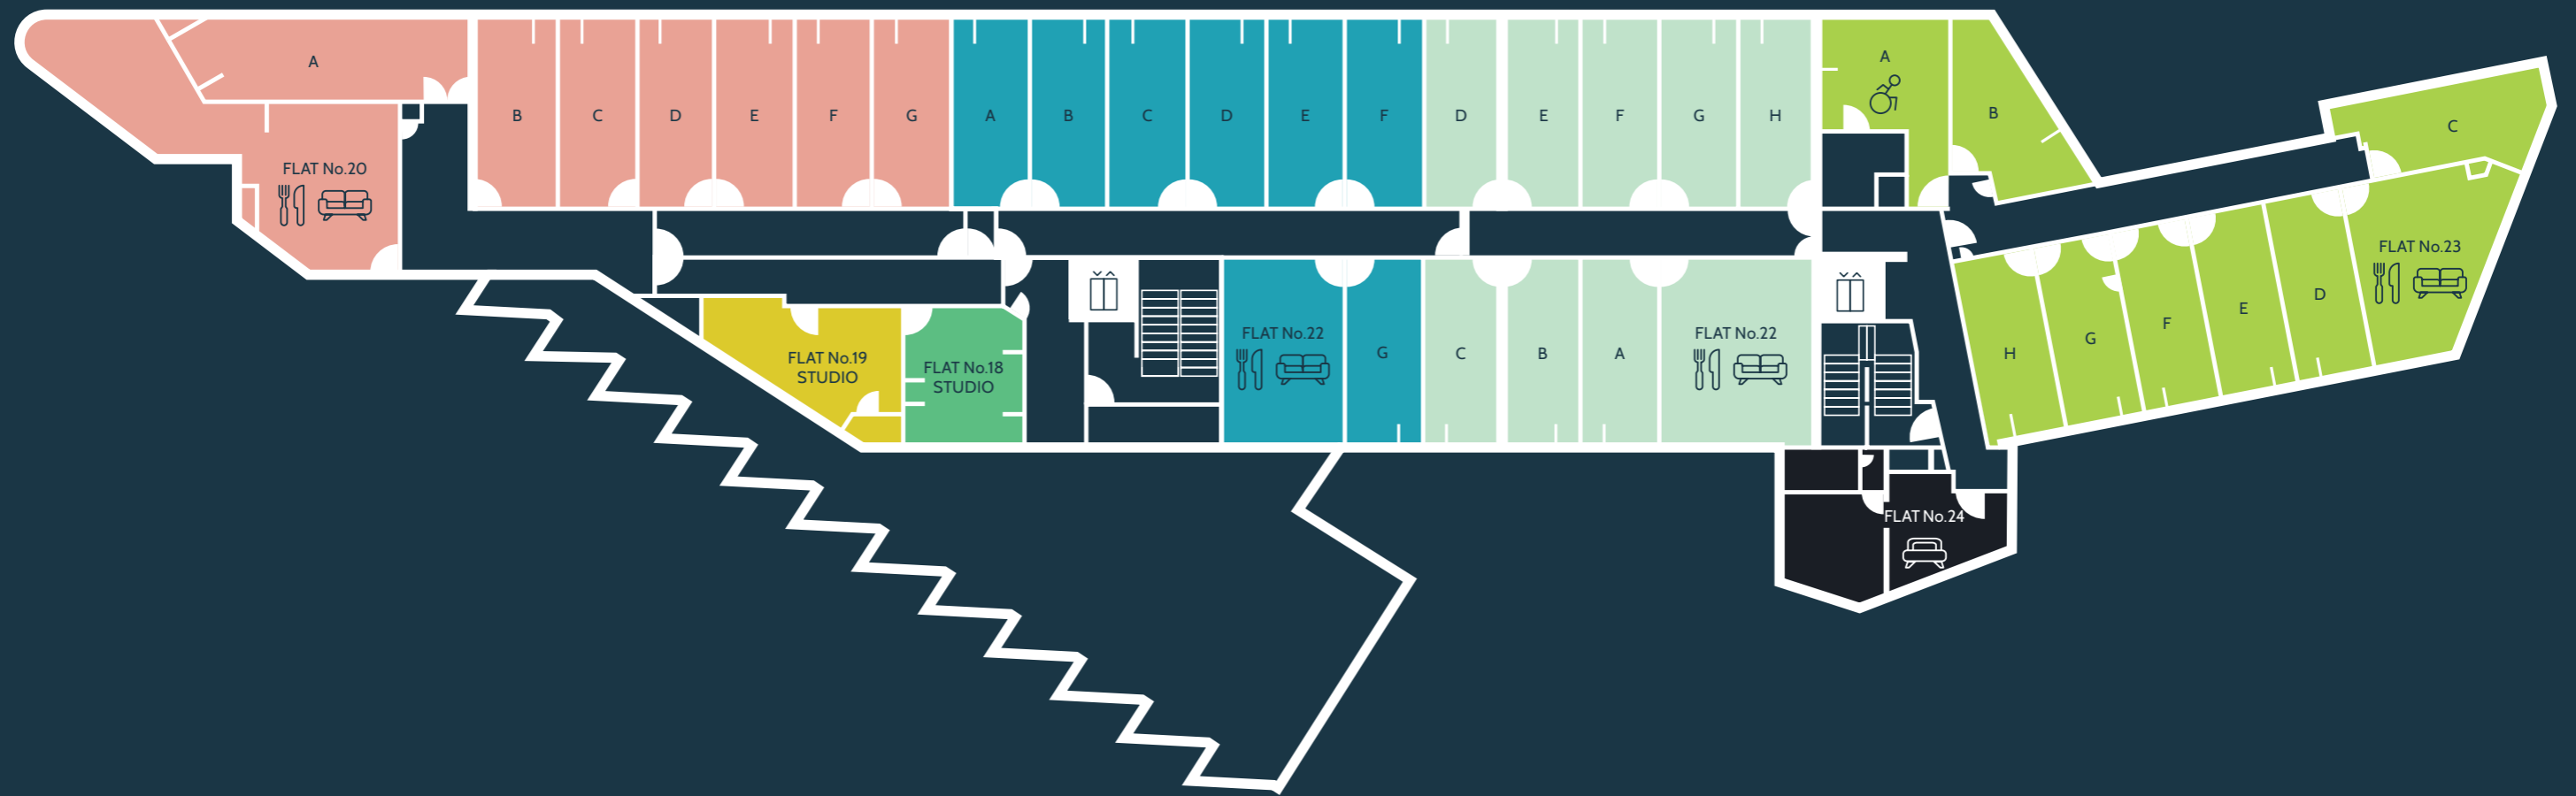 A
B
C
D
E
F
G
A
B
C
D
E
F
D
E
F
G
H
A
B
C
FLAT No.20
FLAT No.23
H
G
F
E
D
FLAT No.19
STUDIO
FLAT No.18
STUDIO
FLAT No.22
G
C
B
A
FLAT No.22
FLAT No.24